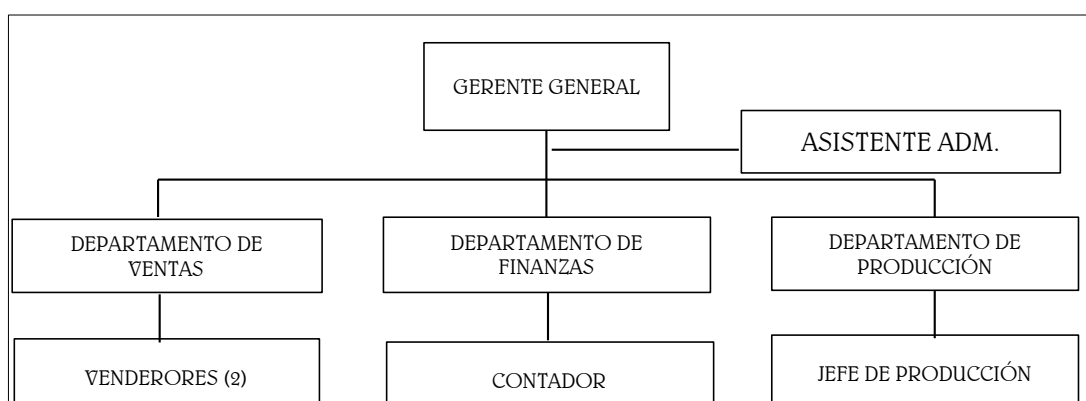 GERENTE GENERAL
ASISTENTE ADM.
DEPARTAMENTO DE
VENTAS
DEPARTAMENTO DE
FINANZAS
DEPARTAMENTO DE
PRODUCCIÓN
VENDERORES (2)
CONTADOR
JEFE DE PRODUCCIÓN